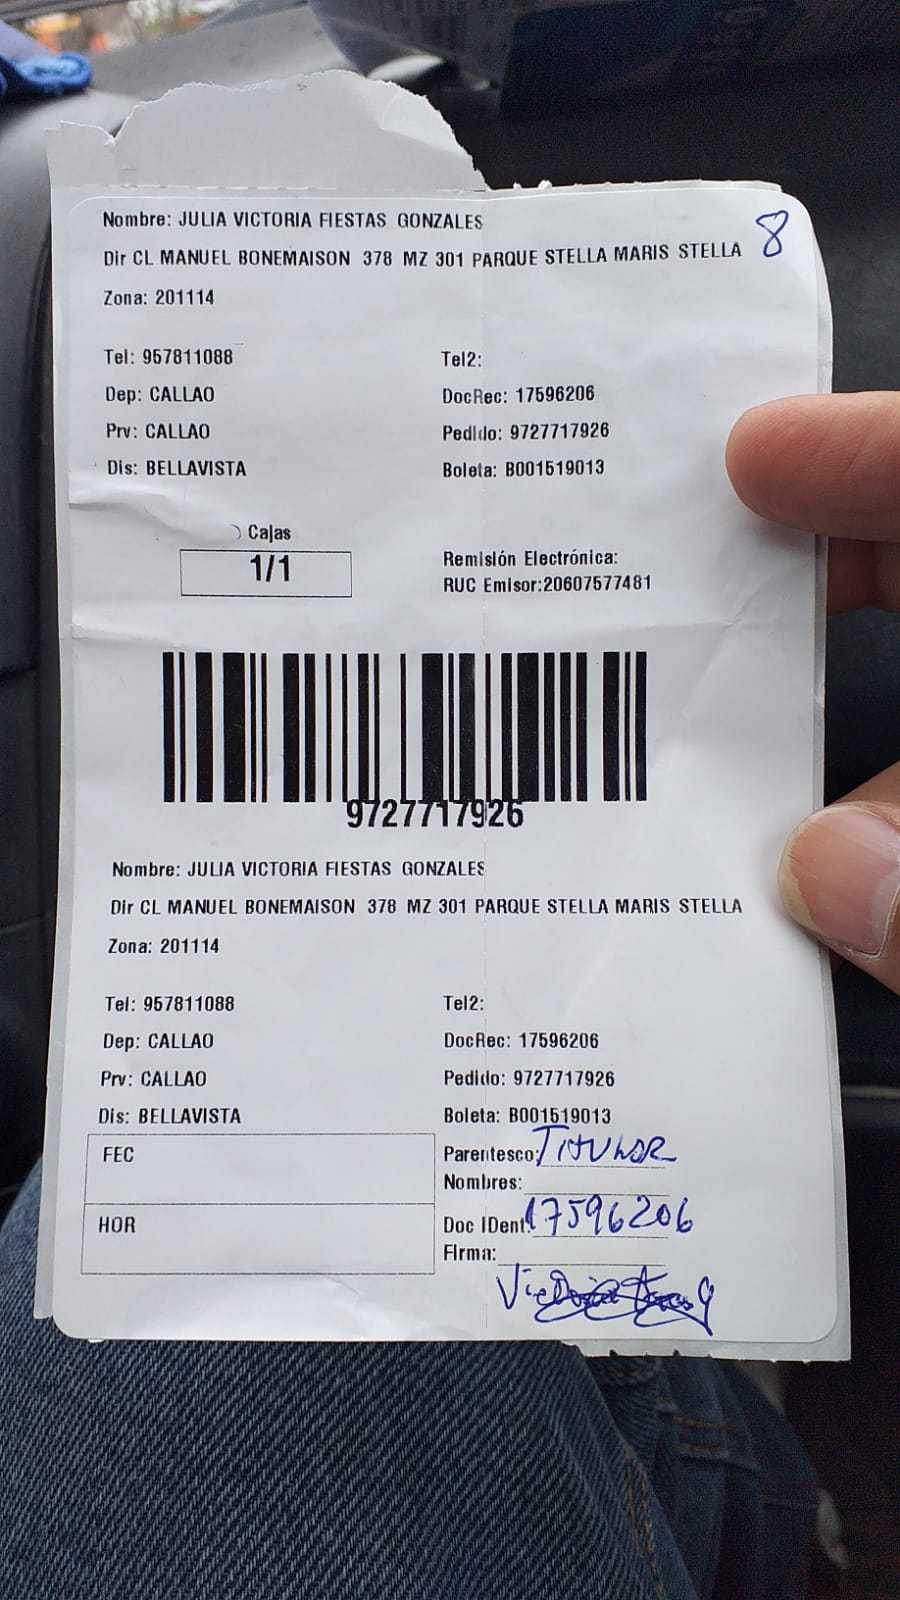 Nombre: JULIA VICTORIA FIESTAS GONZALES
8
Dir CL MANUEL BONEMAISON 378 MZ 301 PARQUE STELLA MARIS STELLA
Zona: 201114
Tel: 957811088 Tel2:
Dep: CALLAO DocRec: 17596206
Prv: CALLAO Pedido: 9727717926
Dis: BELLAVISTA Boleta: B001519013
Cajas
1/1
Remisión Electrónica:
RUC Emisor:20607577481
9727717926
Nombre: JULIA VICTORIA FIESTAS GONZALES
Dir CL MANUEL BONEMAISON 378 MZ 301 PARQUE STELLA MARIS STELLA
Zona: 201114
Tel: 957811088 Tel2:
Dep: CALLAO DocRec: 17596206
Prv: CALLAO Pedido: 9727717926
Dis: BELLAVISTA Boleta: B001519013
FEC
HOR
Parentesco: TITULAR
Nombres:
Doc IDent: 17596206
Firma: